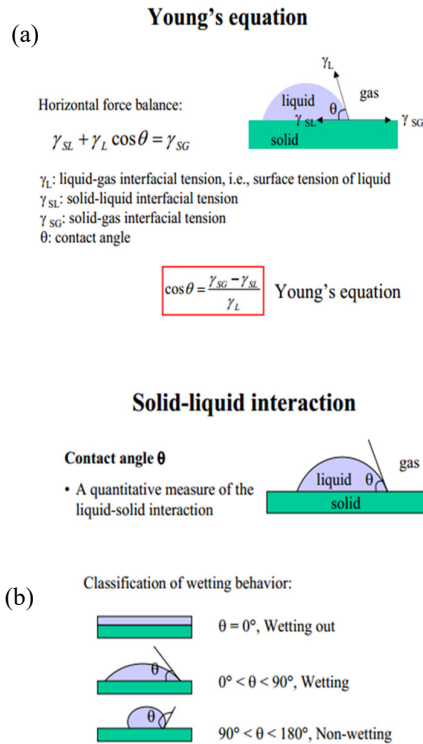 Young's equation
(a)
γL
gas
liquid θ
Horizontal force balance:
γSL γSG
γSL + γL cosθ = γSG
solid
γL: liquid-gas interfacial tension, i.e., surface tension of liquid
γSL: solid-liquid interfacial tension
γSG: solid-gas interfacial tension
θ: contact angle
cosθ = (γSG − γSL) / γL Young's equation
Solid-liquid interaction
Contact angle θ
gas
• A quantitative measure of the
liquid-solid interaction
liquid θ
solid
Classification of wetting behavior:
(b)
θ = 0°, Wetting out
θ
0° < θ < 90°, Wetting
θ
90° < θ < 180°, Non-wetting